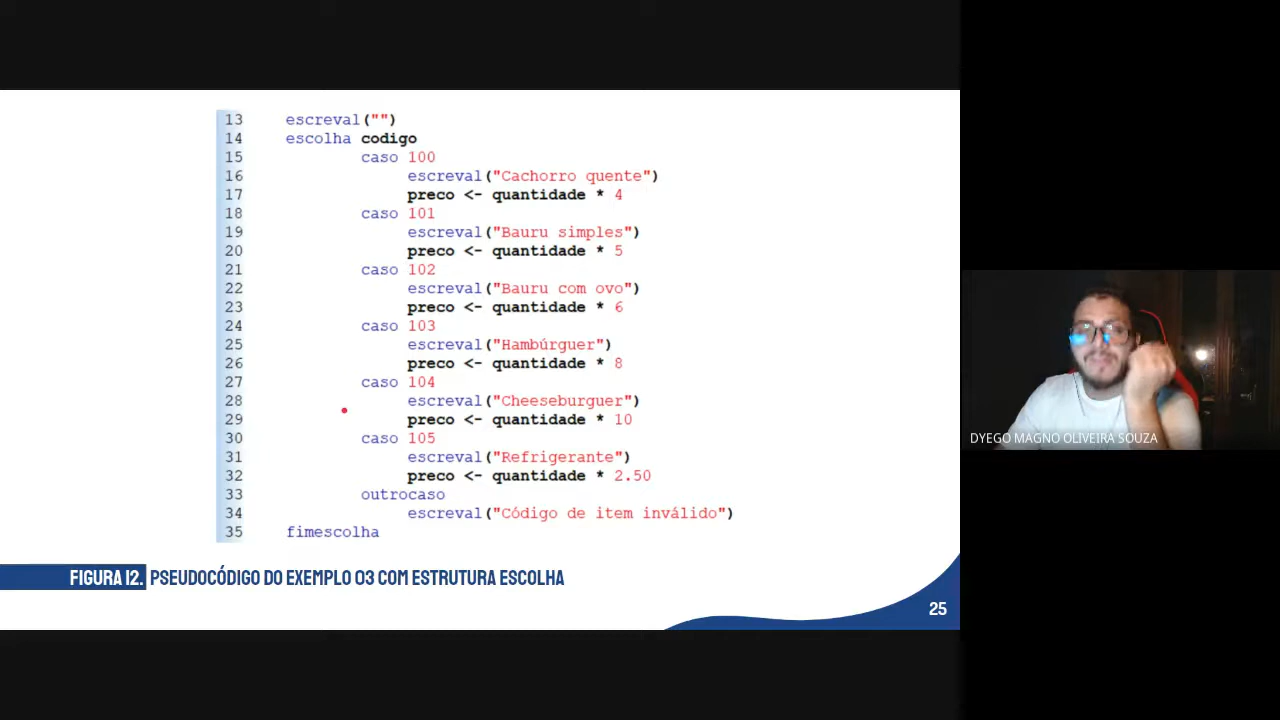 13 escreval("")
14 escolha codigo
15 caso 100
16 escreval("Cachorro quente")
17 preco <- quantidade * 4
18 caso 101
19 escreval("Bauru simples")
20 preco <- quantidade * 5
21 caso 102
22 escreval("Bauru com ovo")
23 preco <- quantidade * 6
24 caso 103
25 escreval("Hambúrguer")
26 preco <- quantidade * 8
27 caso 104
28 escreval("Cheeseburguer")
29 preco <- quantidade * 10
30 caso 105
31 escreval("Refrigerante")
32 preco <- quantidade * 2.50
33 outrocaso
34 escreval("Código de item inválido")
35 fimescolha
FIGURA 12. PSEUDOCÓDIGO DO EXEMPLO 03 COM ESTRUTURA ESCOLHA
25
DYEGO MAGNO OLIVEIRA SOUZA